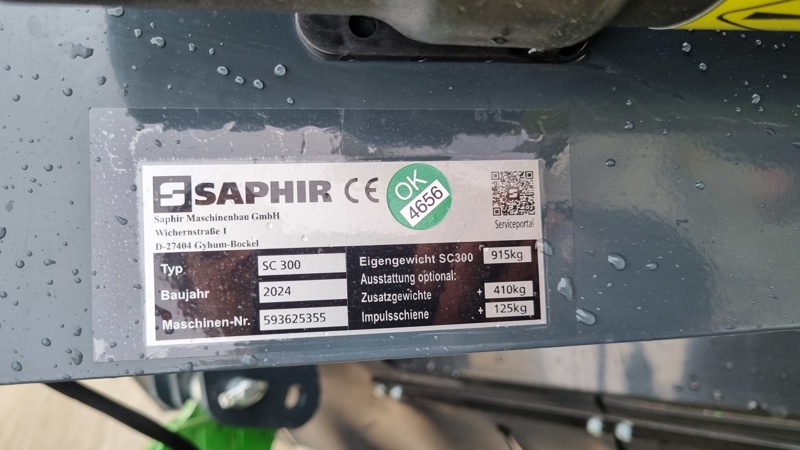 SAPHIR CE
OK
4656
Saphir Maschinenbau GmbH
Wichernstraße 1
D-27404 Gyhum-Bockel
Serviceportal
Typ SC 300
Baujahr 2024
Maschinen-Nr. 593625355
Eigengewicht SC300 915kg
Ausstattung optional:
Zusatzgewichte + 410kg
Impulsschiene + 125kg